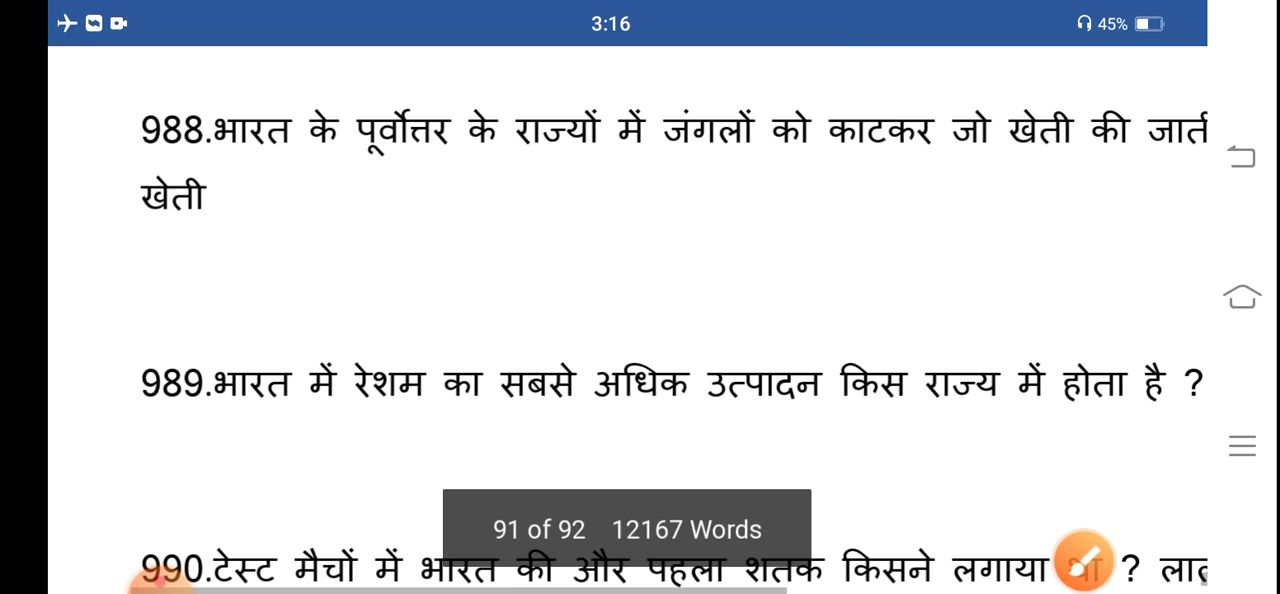 3:16
45%
988.भारत के पूर्वोत्तर के राज्यों में जंगलों को काटकर जो खेती की
खेती
989.भारत में रेशम का सबसे अधिक उत्पादन किस राज्य में होता है ?
91 of 92 12167 Words
990.टेस्ट मैचों में भारत की और पहला शतक किसने लगाया ?